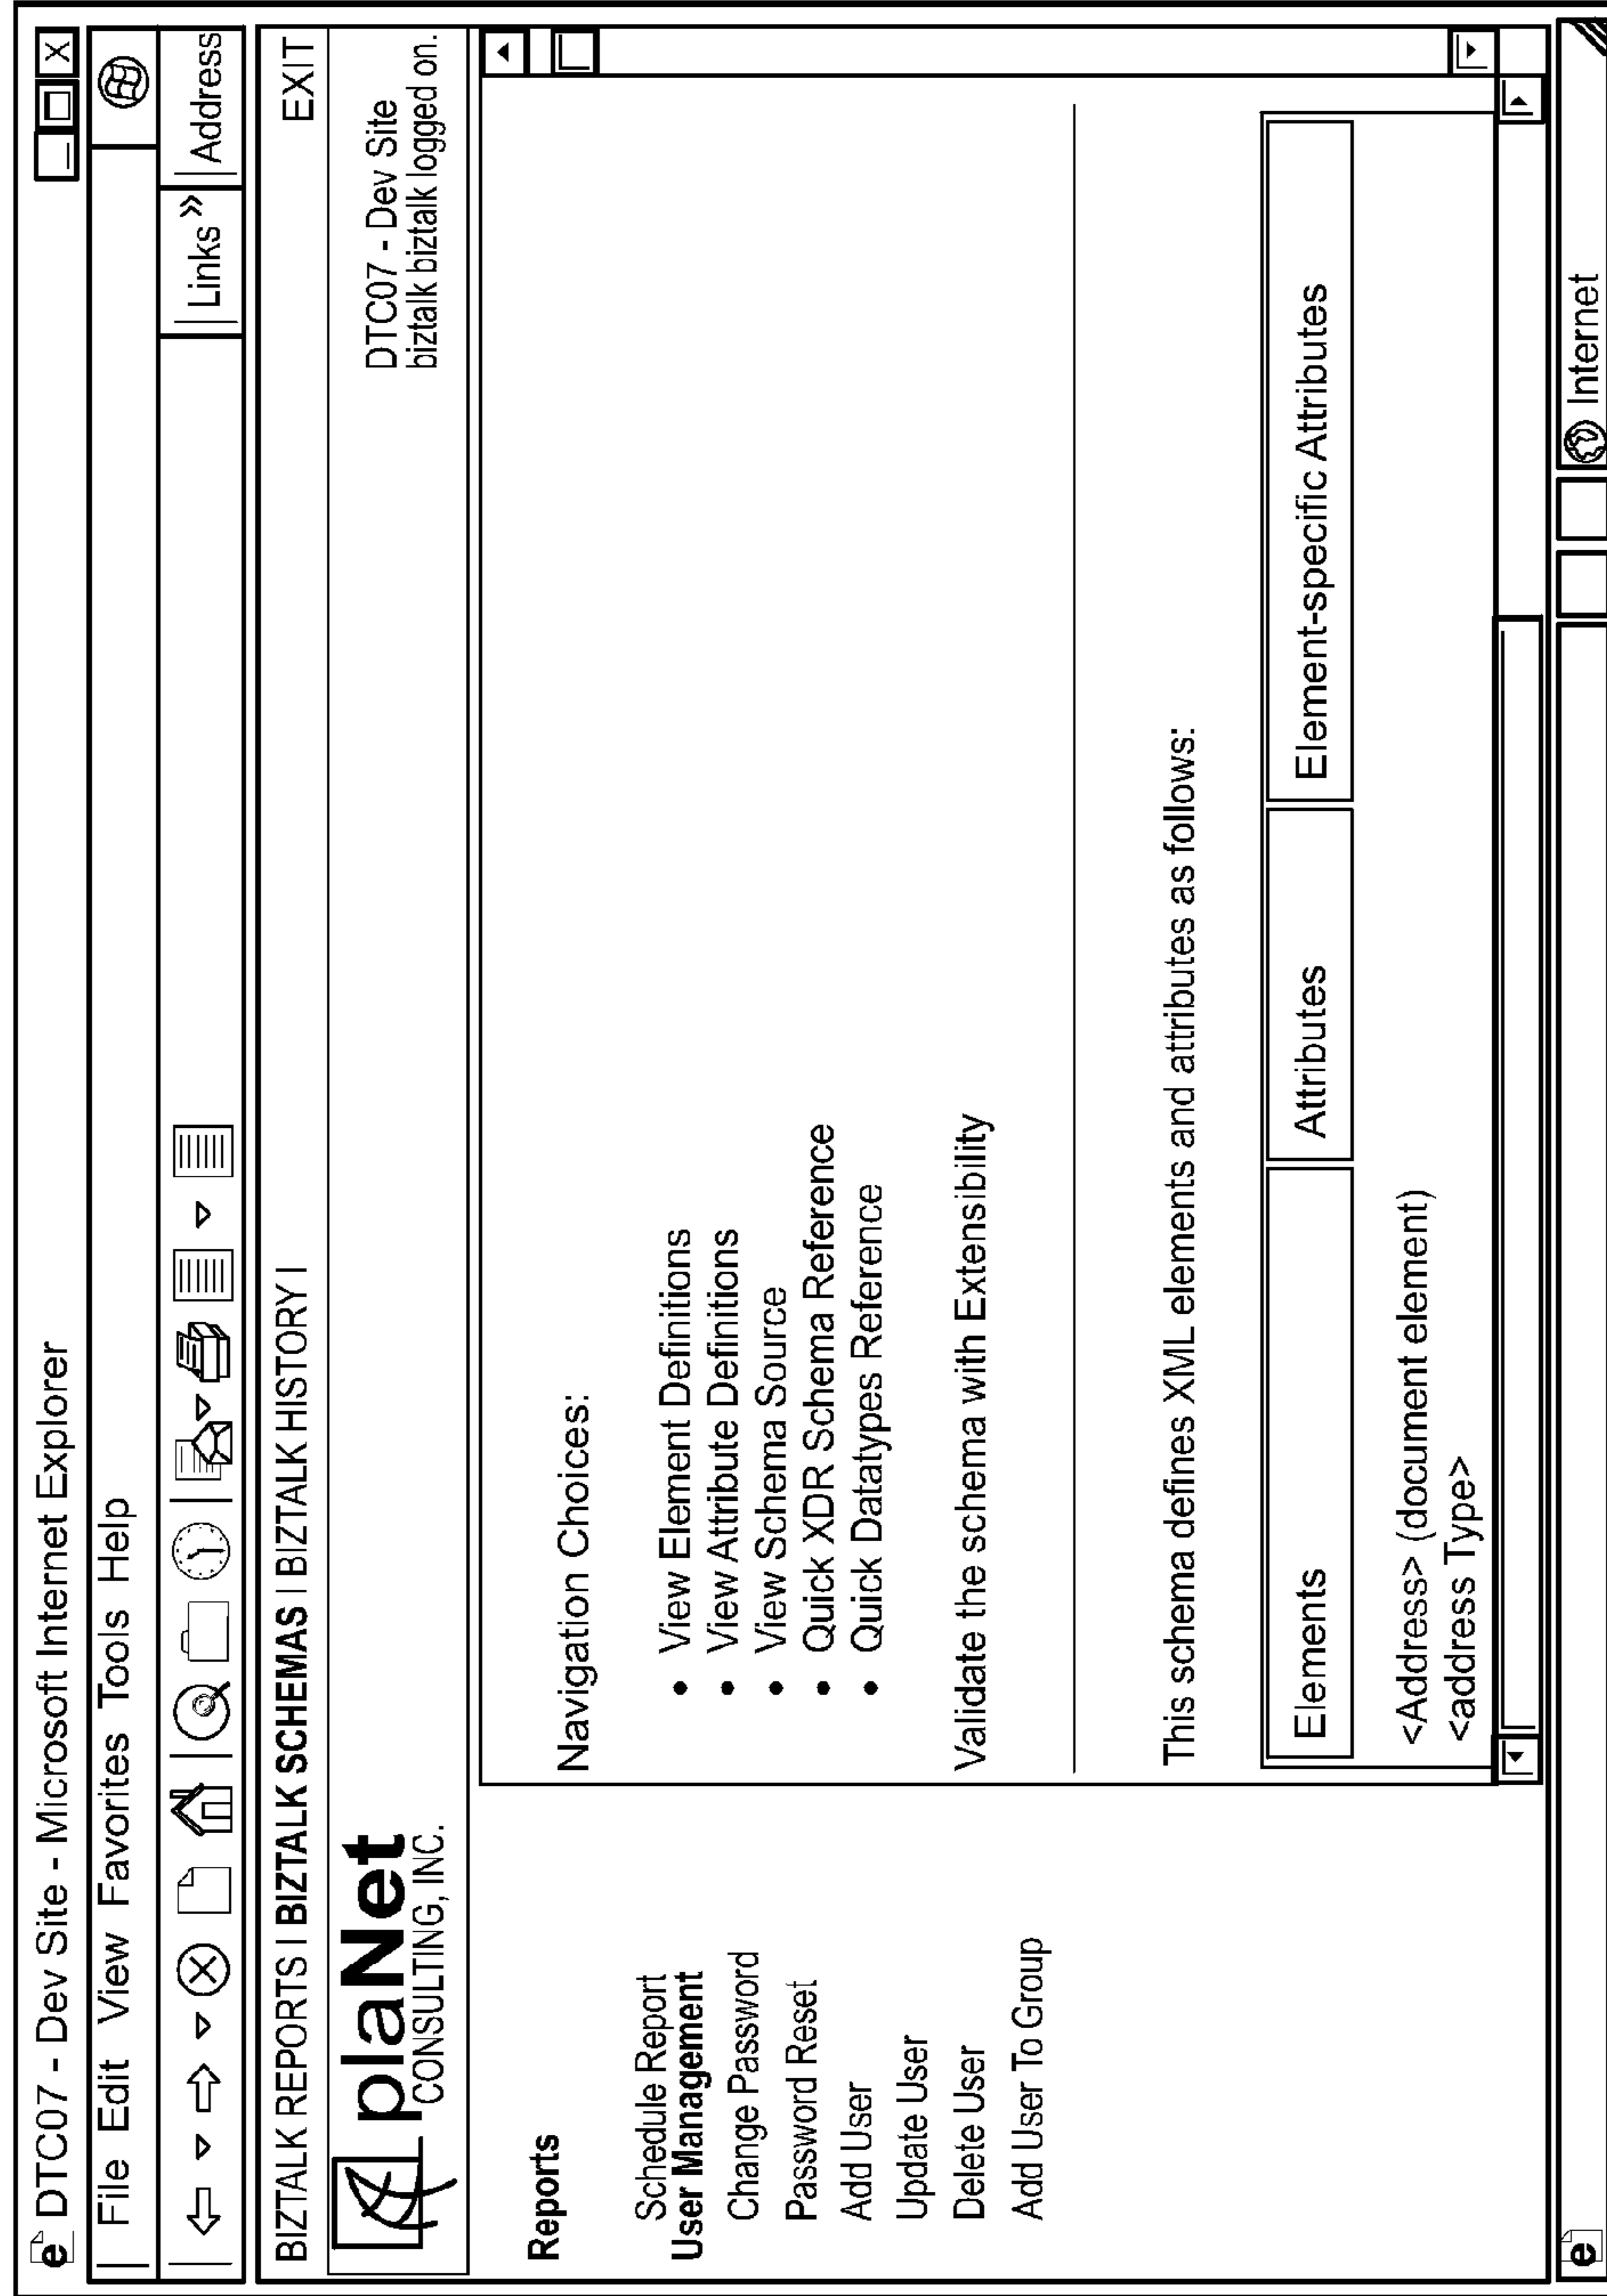 DTC07 - Dev Site - Microsoft Internet Explorer
File Edit View Favorites Tools Help
Links » Address
BIZTALK REPORTS | BIZTALK SCHEMAS | BIZTALK HISTORY | EXIT
plaNet
CONSULTING, INC.
DTC07 - Dev Site
biztalk biztalk logged on.
Reports
Schedule Report
User Management
Change Password
Password Reset
Add User
Update User
Delete User
Add User To Group
Navigation Choices:
• View Element Definitions
• View Attribute Definitions
• View Schema Source
• Quick XDR Schema Reference
• Quick Datatypes Reference
Validate the schema with Extensibility
This schema defines XML elements and attributes as follows:
Elements Attributes Element-specific Attributes
<Address> (document element)
<address Type>
Internet